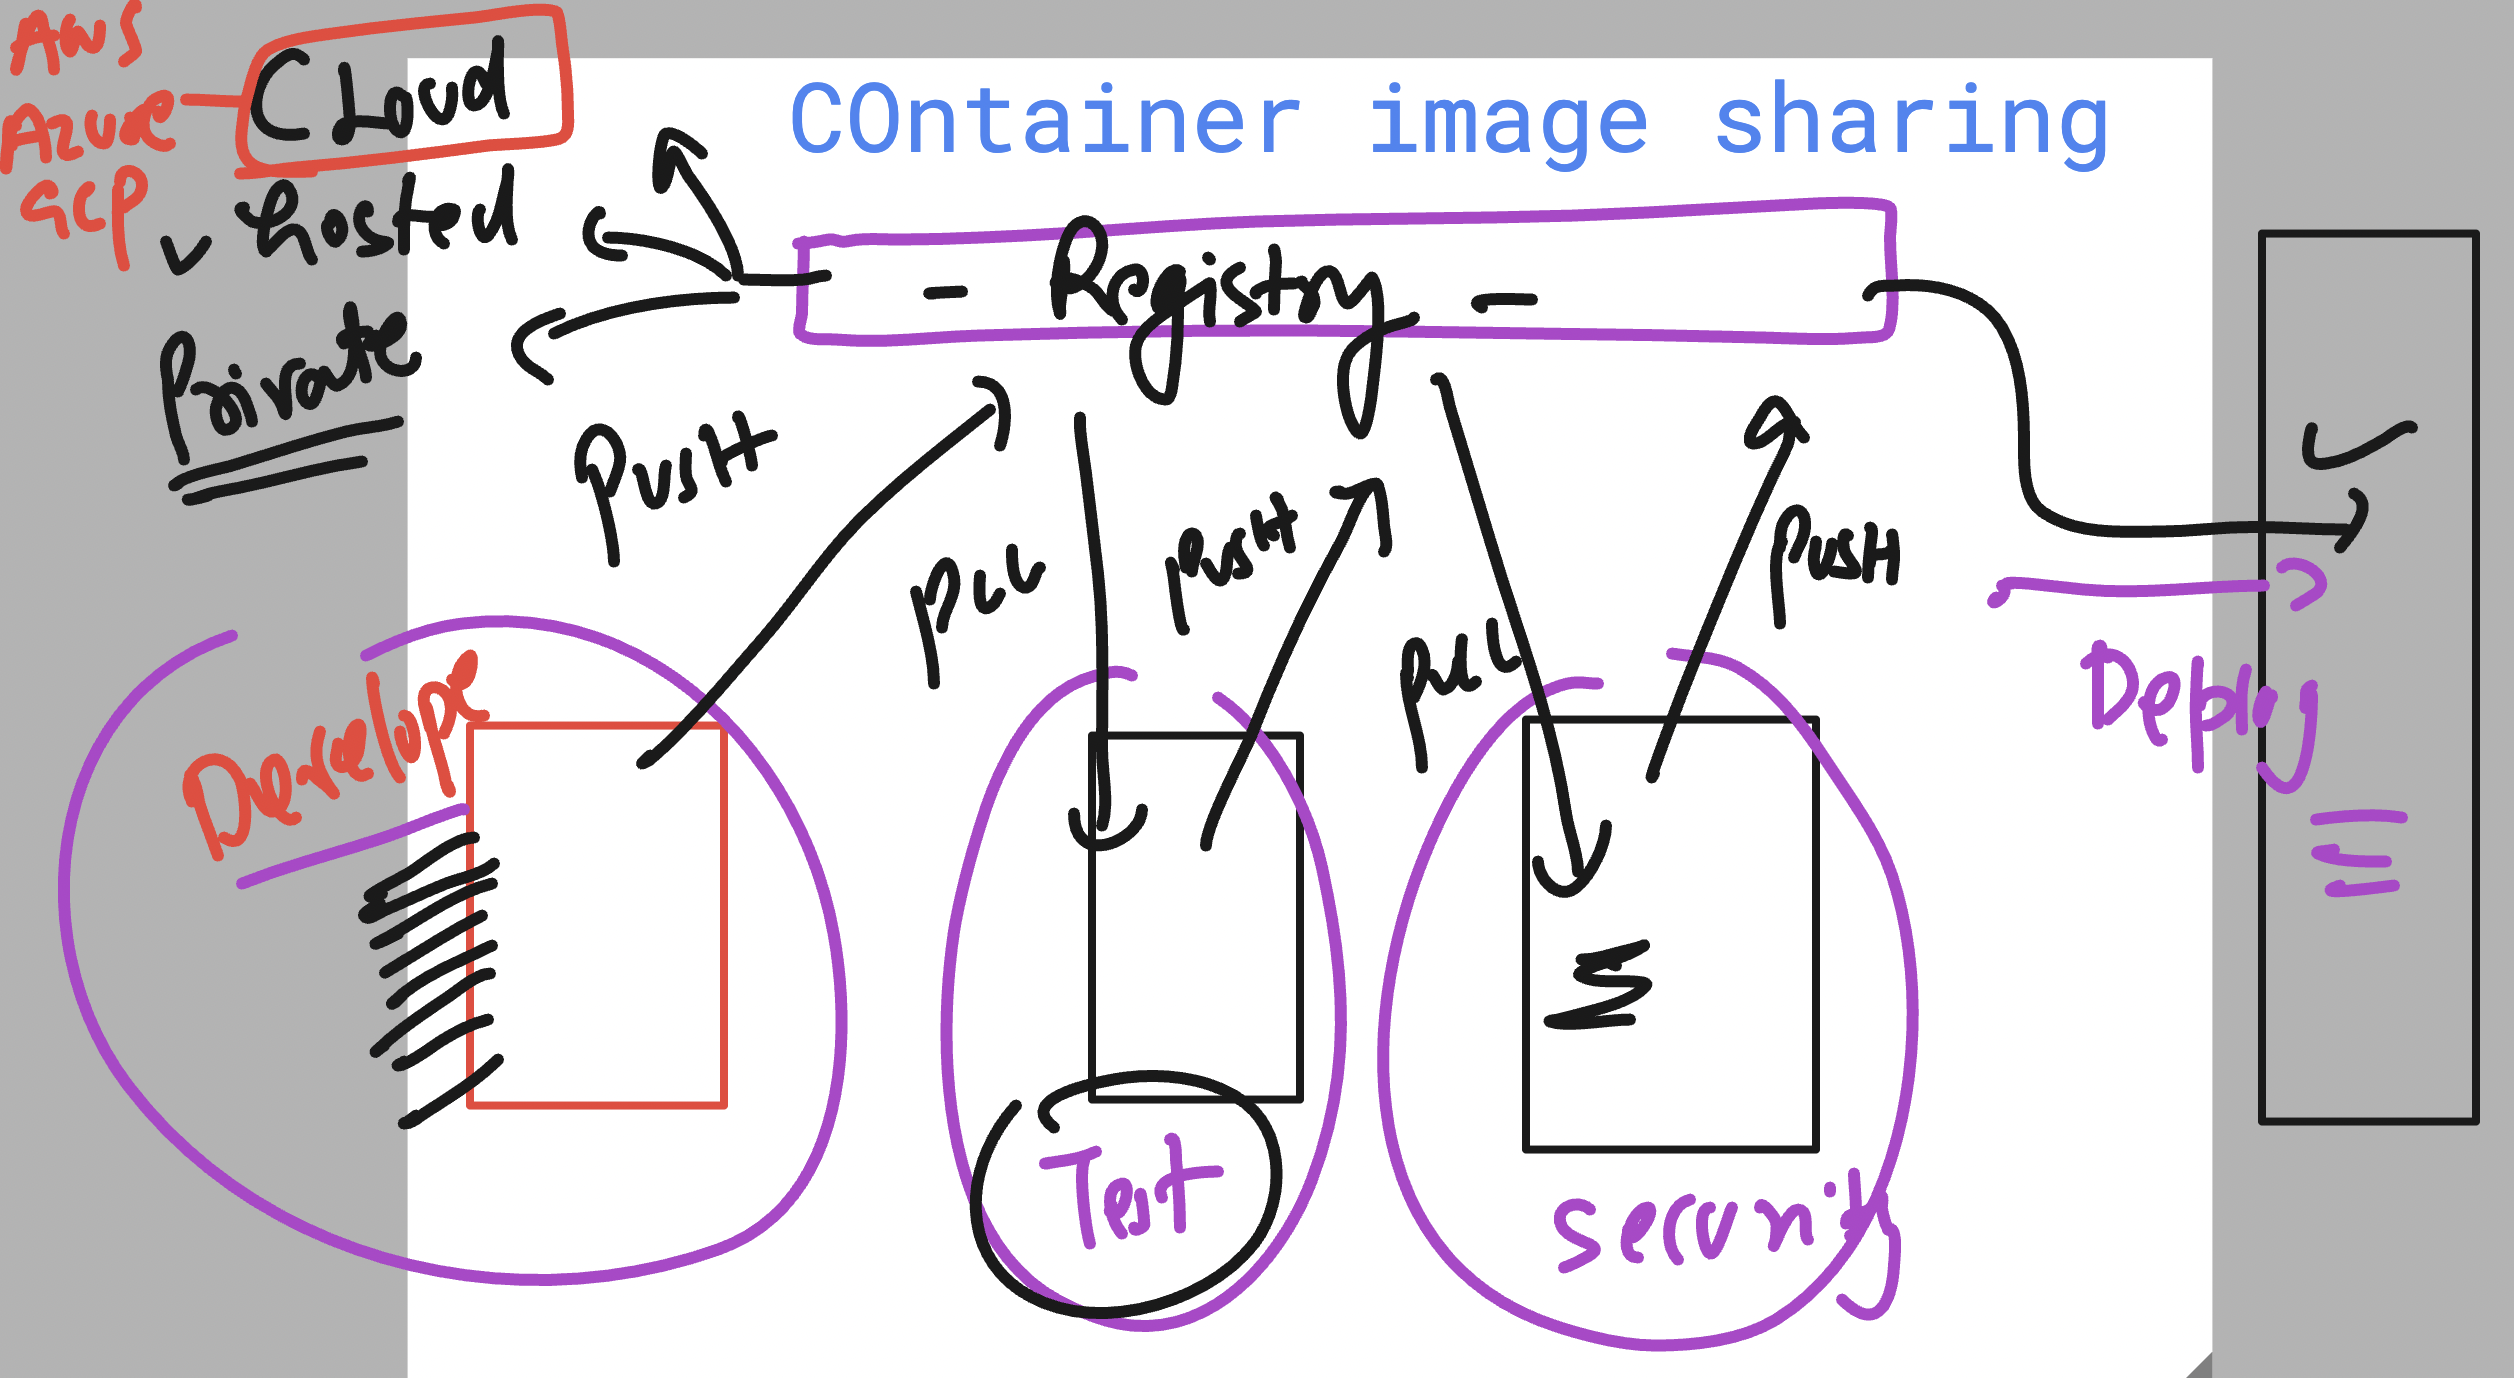 Aws
Azure
GCP
Cloud
Hosted
Private
COntainer image sharing
- Registry -
PUSH
Pull
PUSH
Pull
PUSH
Deploy
Develope
Test
security